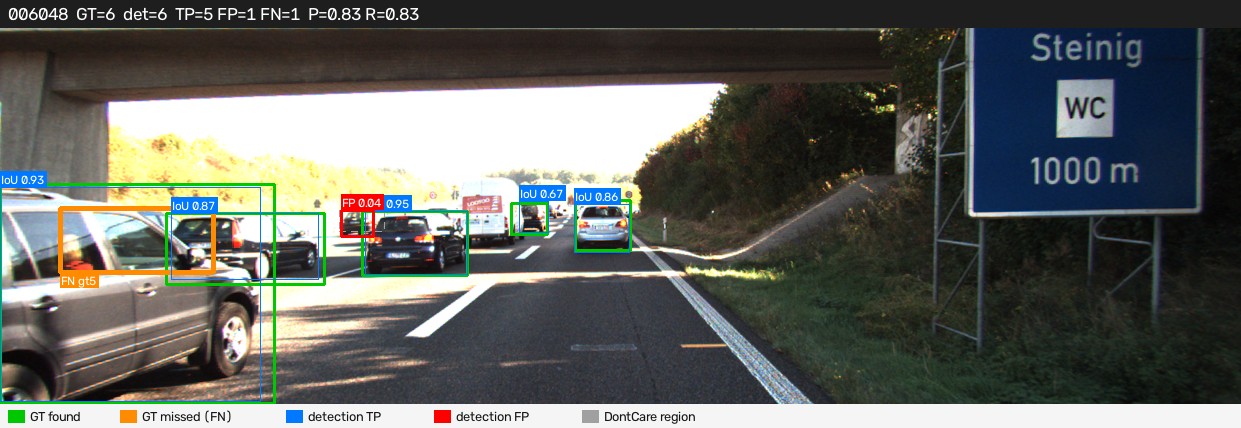 006048 GT=6 det=6 TP=5 FP=1 FN=1 P=0.83 R=0.83
Steinig
WC
1000 m
IoU 0.93
IoU 0.87
FP 0.04
0.95
IoU 0.67
IoU 0.86
FN gt5
GT found
GT missed (FN)
detection TP
detection FP
DontCare region